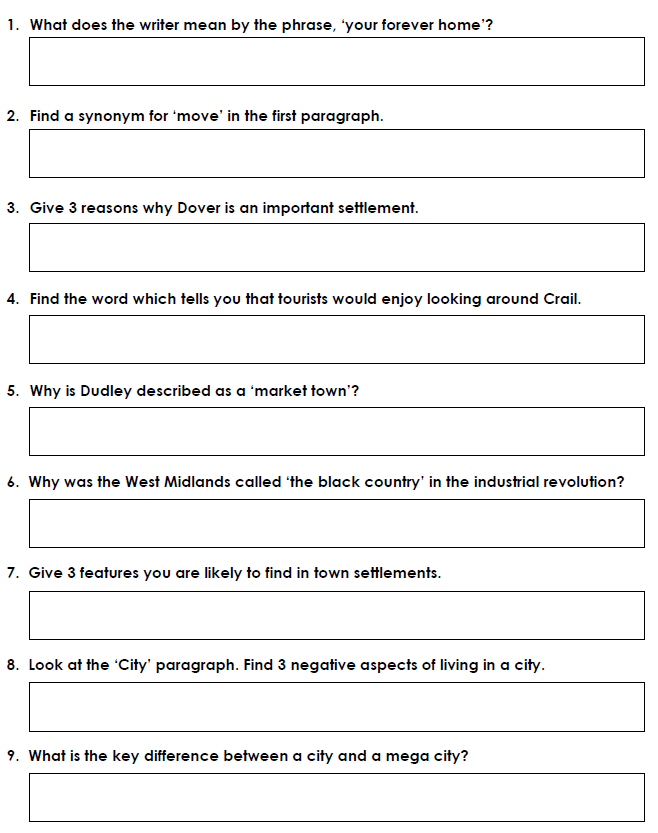 1. What does the writer mean by the phrase, ‘your forever home’?
2. Find a synonym for ‘move’ in the first paragraph.
3. Give 3 reasons why Dover is an important settlement.
4. Find the word which tells you that tourists would enjoy looking around Crail.
5. Why is Dudley described as a ‘market town’?
6. Why was the West Midlands called ‘the black country’ in the industrial revolution?
7. Give 3 features you are likely to find in town settlements.
8. Look at the ‘City’ paragraph. Find 3 negative aspects of living in a city.
9. What is the key difference between a city and a mega city?